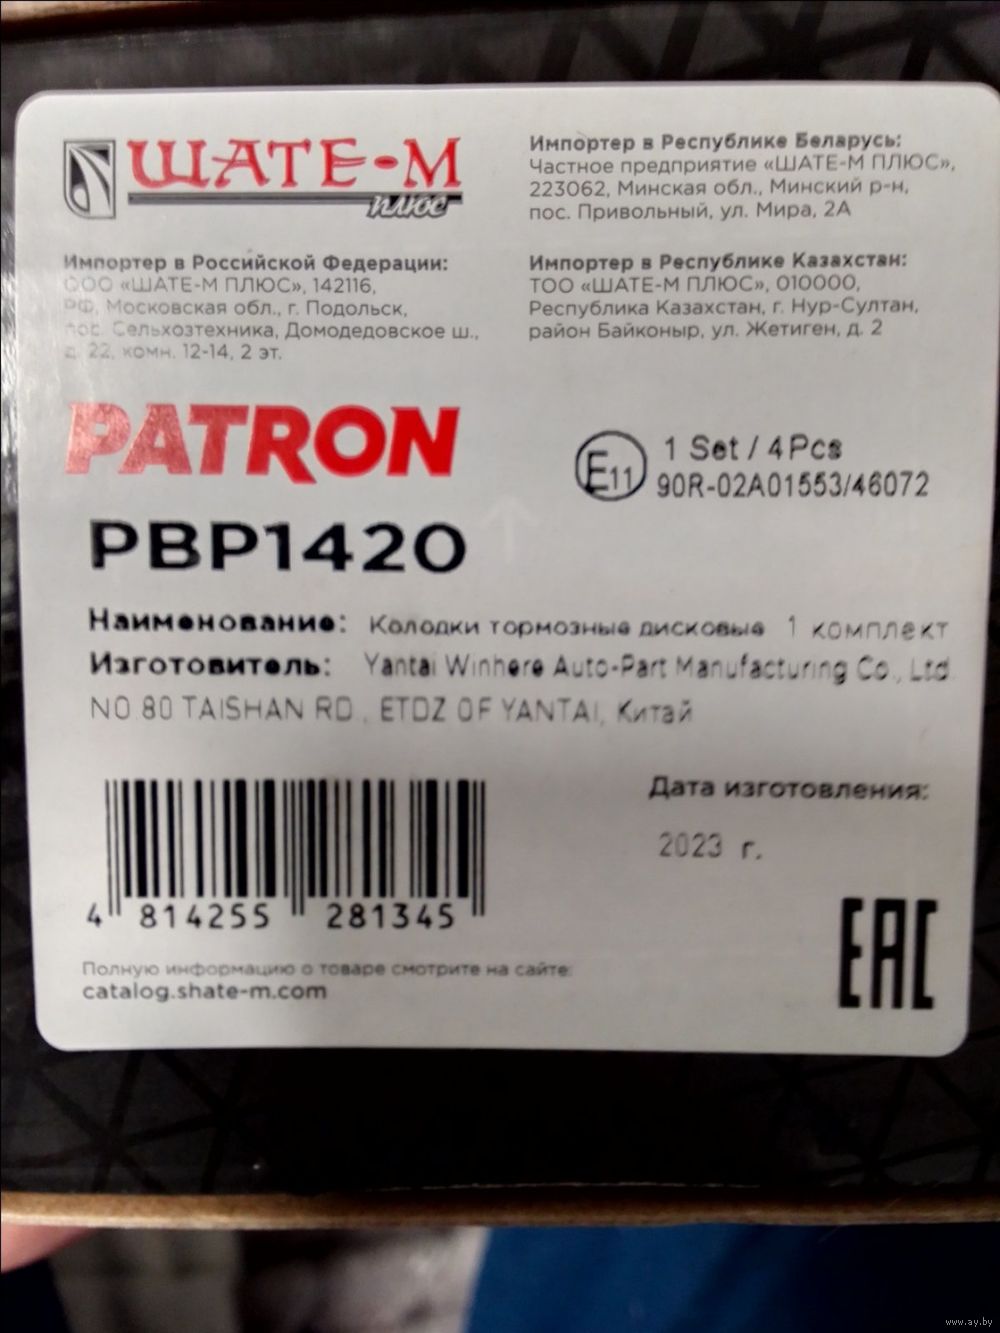 ШАТЕ-М
плюс
Импортер в Республике Беларусь:
Частное предприятие «ШАТЕ-М ПЛЮС»,
223062, Минская обл., Минский р-н,
пос. Привольный, ул. Мира, 2А
Импортер в Российской Федерации:
ООО «ШАТЕ-М ПЛЮС», 142116,
РФ, Московская обл., г. Подольск,
пос. Сельхозтехника, Домодедовское ш.,
д. 22, комн. 12-14, 2 эт.
Импортер в Республике Казахстан:
ТОО «ШАТЕ-М ПЛЮС», 010000,
Республика Казахстан, г. Нур-Султан,
район Байконыр, ул. Жетиген, д. 2
PATRON
PBP1420
E11
1 Set / 4Pcs
90R-02A01553/46072
Наименование: Колодки тормозные дисковые 1 комплект
Изготовитель: Yantai Winhere Auto-Part Manufacturing Co., Ltd.
NO.80 TAISHAN RD., ETDZ OF YANTAI, Китай
Дата изготовления:
2023 г.
4 814255 281345
EAC
Полную информацию о товаре смотрите на сайте:
catalog.shate-m.com
www.ay.by